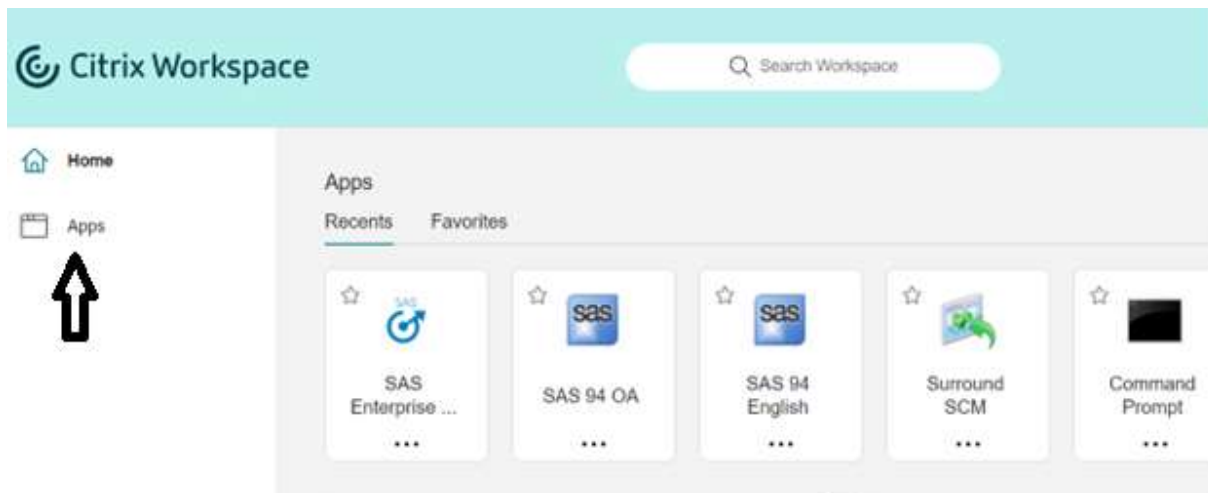 Citrix Workspace
Search Workspace
Home
Apps
Apps
Recents Favorites
SAS
SAS
Enterprise ...
sas
SAS 94 OA
sas
SAS 94
English
Surround
SCM
Command
Prompt